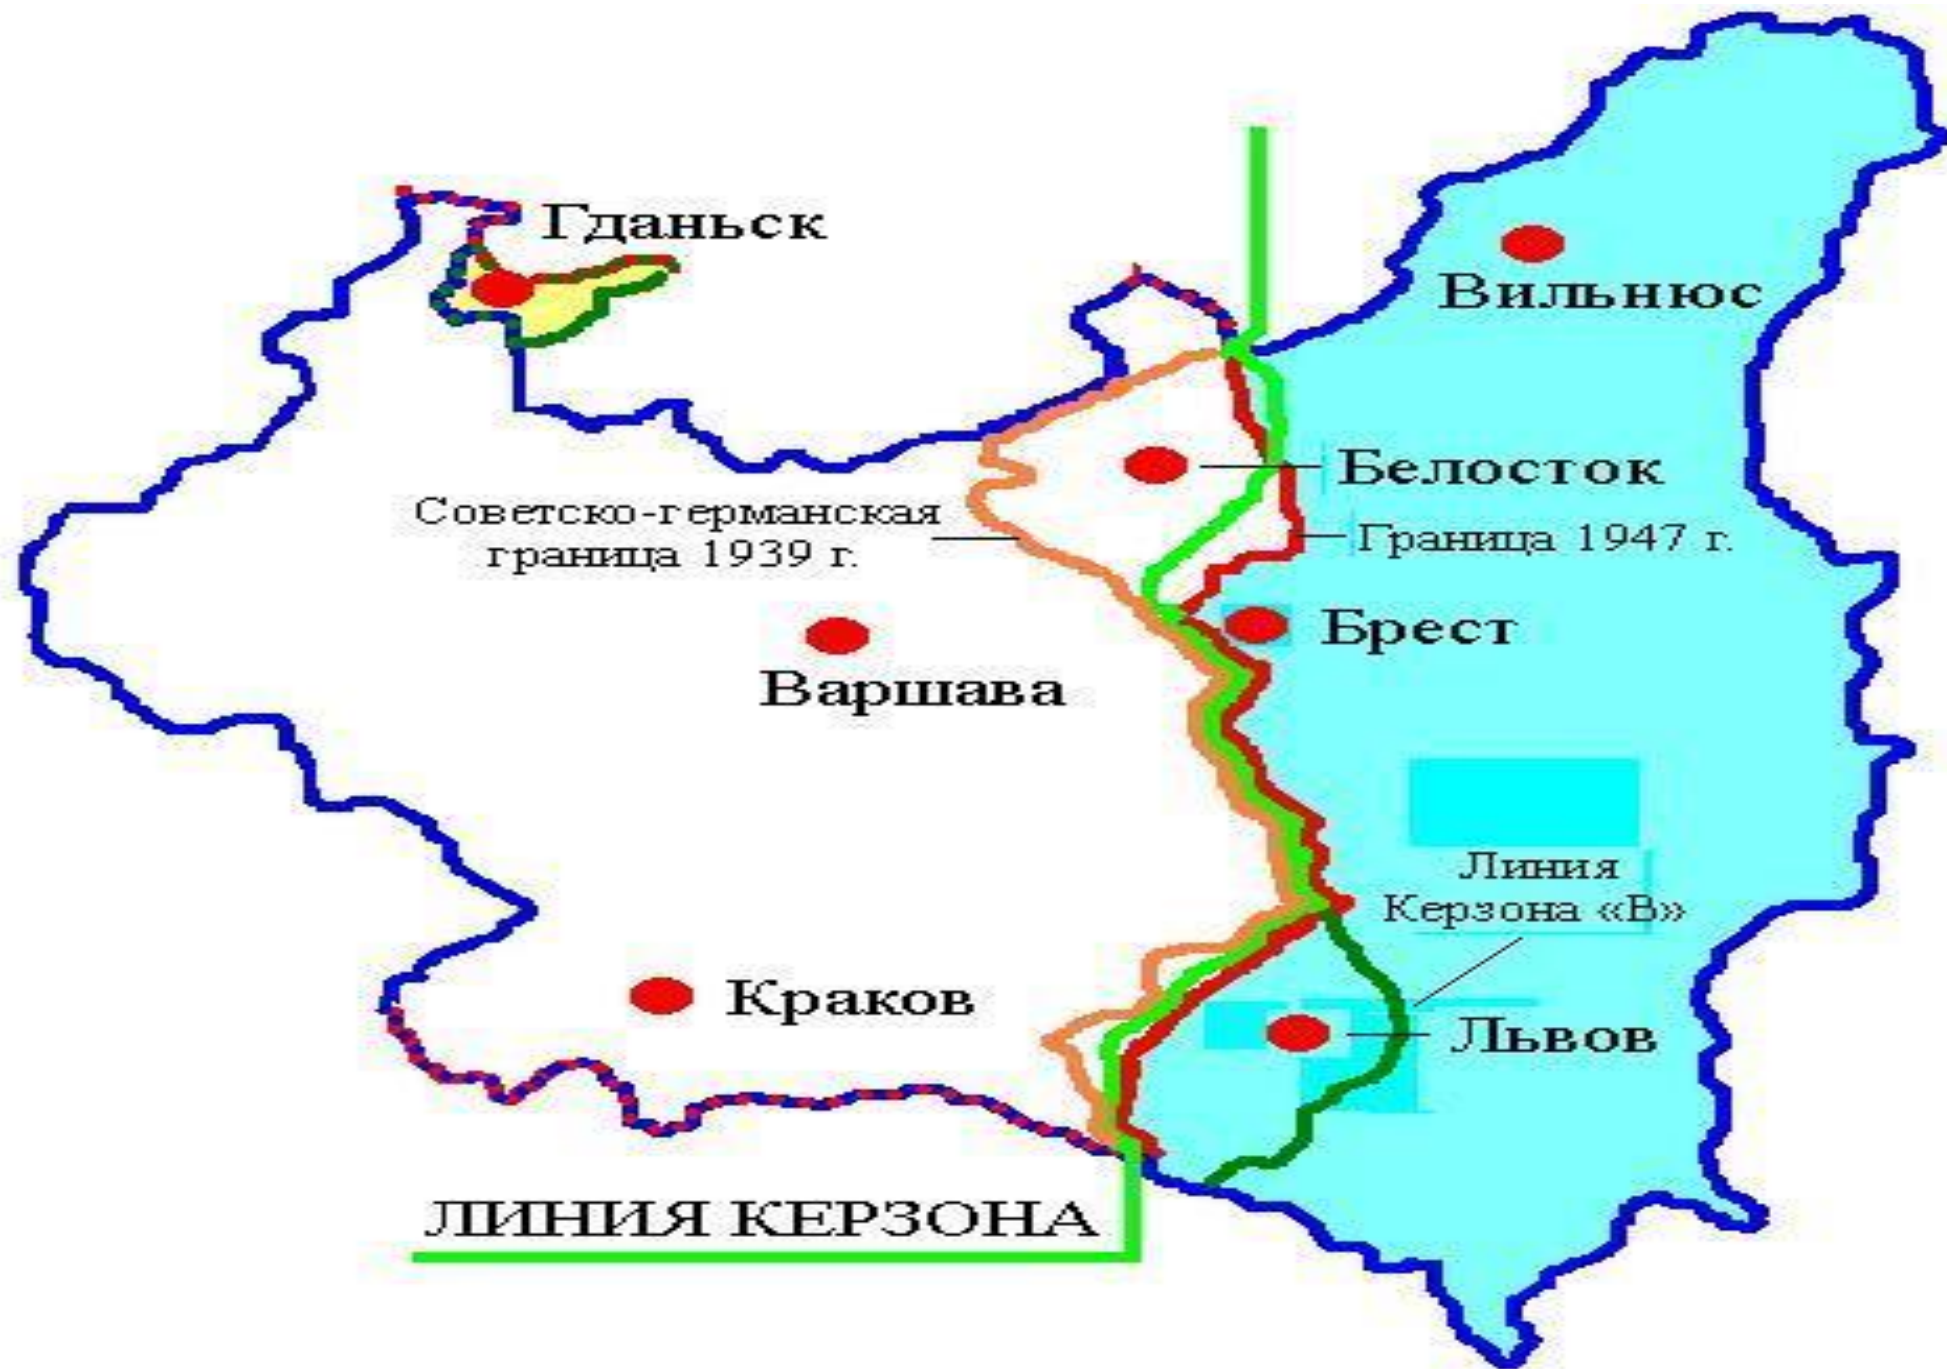 Гданьск
Вильнюс
Белосток
Советско-германская
граница 1939 г.
Граница 1947 г.
Брест
Варшава
Линия
Керзона «В»
Краков
Львов
ЛИНИЯ КЕРЗОНА